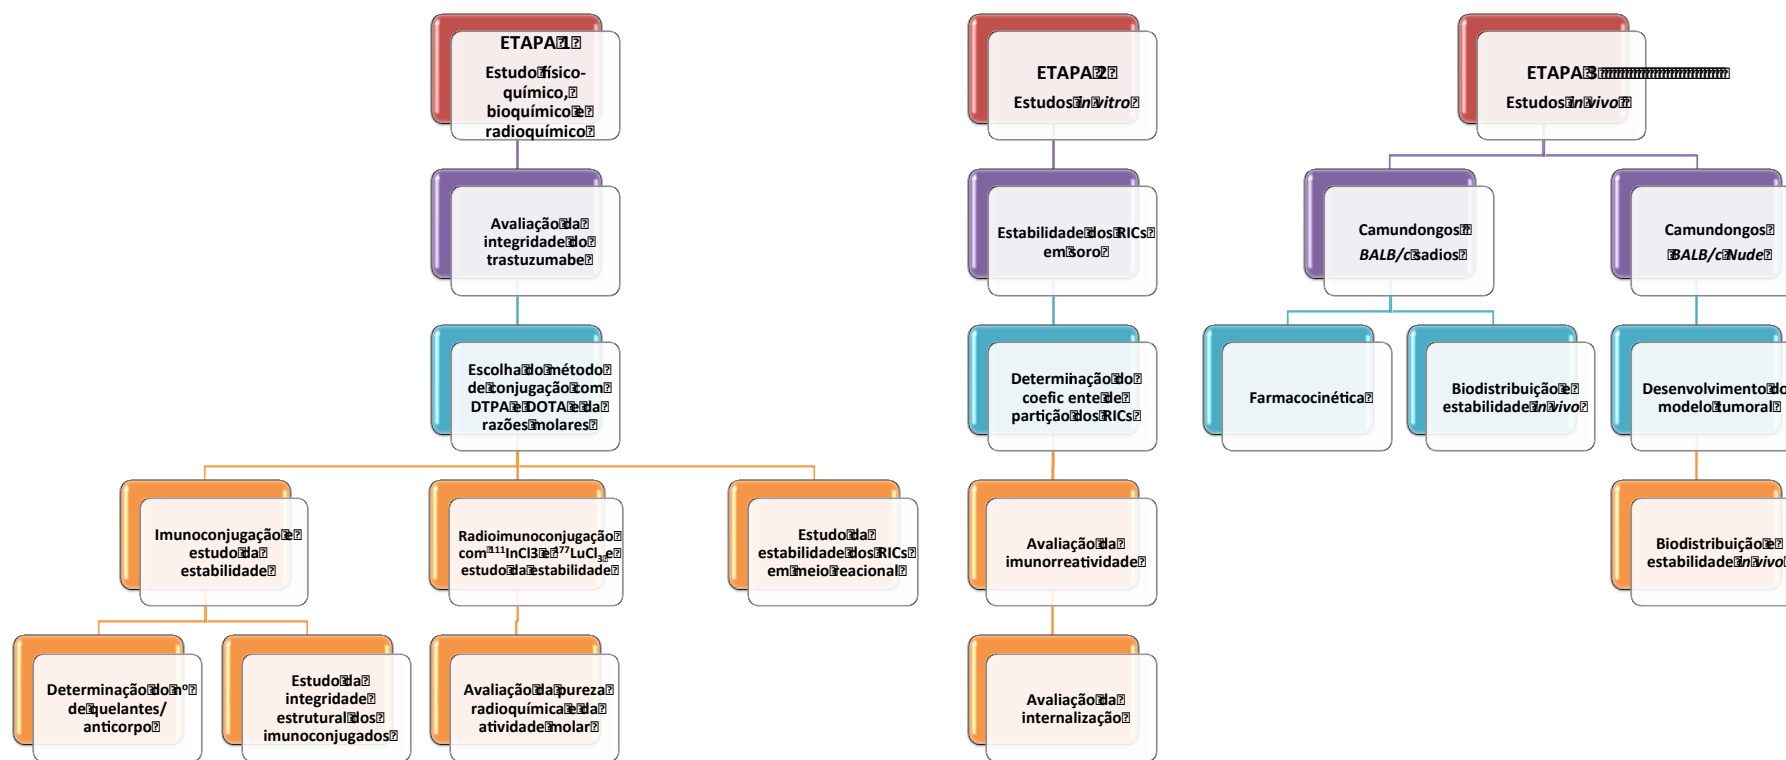 ETAPA 1
Estudo físico-
químico,
bioquímico e
radioquímico
Avaliação da
integridade do
trastuzumabe
Escolha do método
de conjugação com
DTPA e DOTA e da
razões molares
Imunoconjugação e
estudo da
estabilidade
Radioimunoconjugação
com ¹¹¹InCl3 e ¹⁷⁷LuCl₃ e
estudo da estabilidade
Estudo da
estabilidade dos RICs
em meio reacional
Determinação do nº
de quelantes/
anticorpo
Estudo da
integridade
estrutural dos
imunoconjugados
Avaliação da pureza
radioquímica e da
atividade molar
ETAPA 2
Estudos in vitro
Estabilidade dos RICs
em soro
Determinação do
coefic ente de
partição dos RICs
Avaliação da
imunorreatividade
Avaliação da
internalização
ETAPA 3
Estudos in vivo
Camundongos
BALB/c sadios
Farmacocinética
Biodistribuição e
estabilidade in vivo
Camundongos
BALB/c Nude
Desenvolvimento do
modelo tumoral
Biodistribuição e
estabilidade in vivo